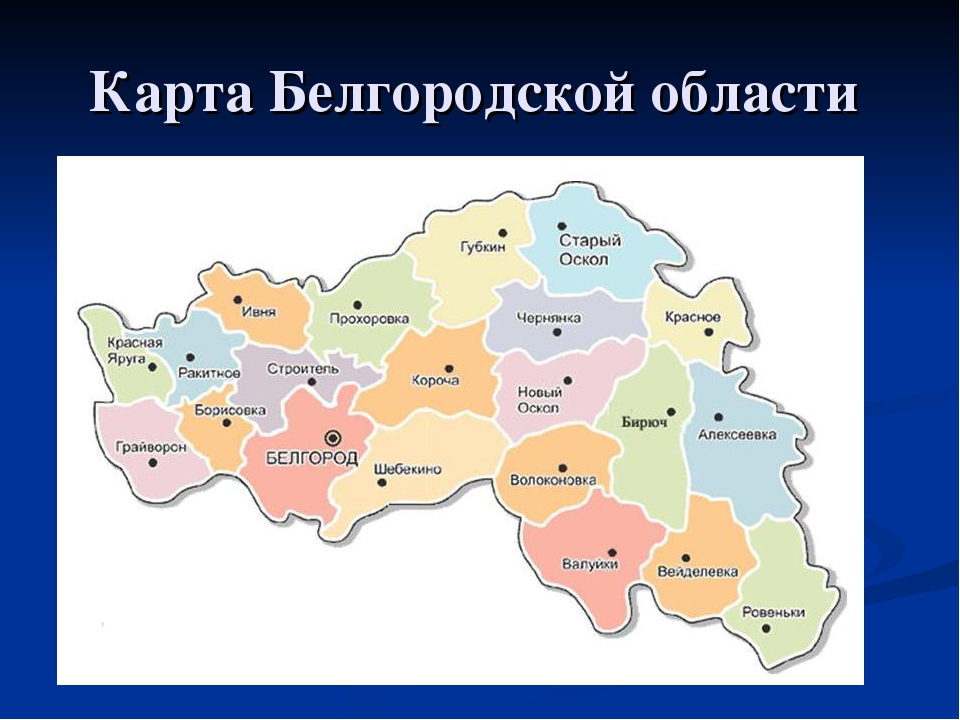 Карта Белгородской области
Губкин
Старый
Оскол
Ивня
Прохоровка
Чернянка
Красное
Красная
Яруга
Ракитное
Строитель
Короча
Новый
Оскол
Бирюч
Борисовка
Алексеевка
Грайворон
БЕЛГОРОД
Шебекино
Волоконовка
Валуйки
Вейделевка
Ровеньки